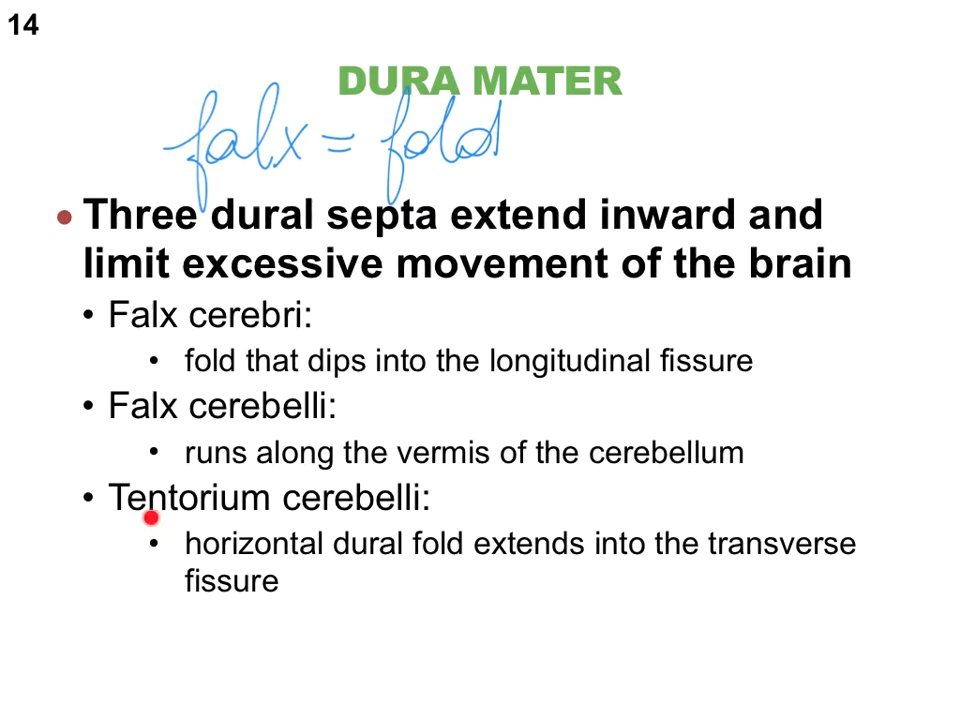 14
DURA MATER
falx = fold
• Three dural septa extend inward and
limit excessive movement of the brain
• Falx cerebri:
• fold that dips into the longitudinal fissure
• Falx cerebelli:
• runs along the vermis of the cerebellum
• Tentorium cerebelli:
• horizontal dural fold extends into the transverse
fissure